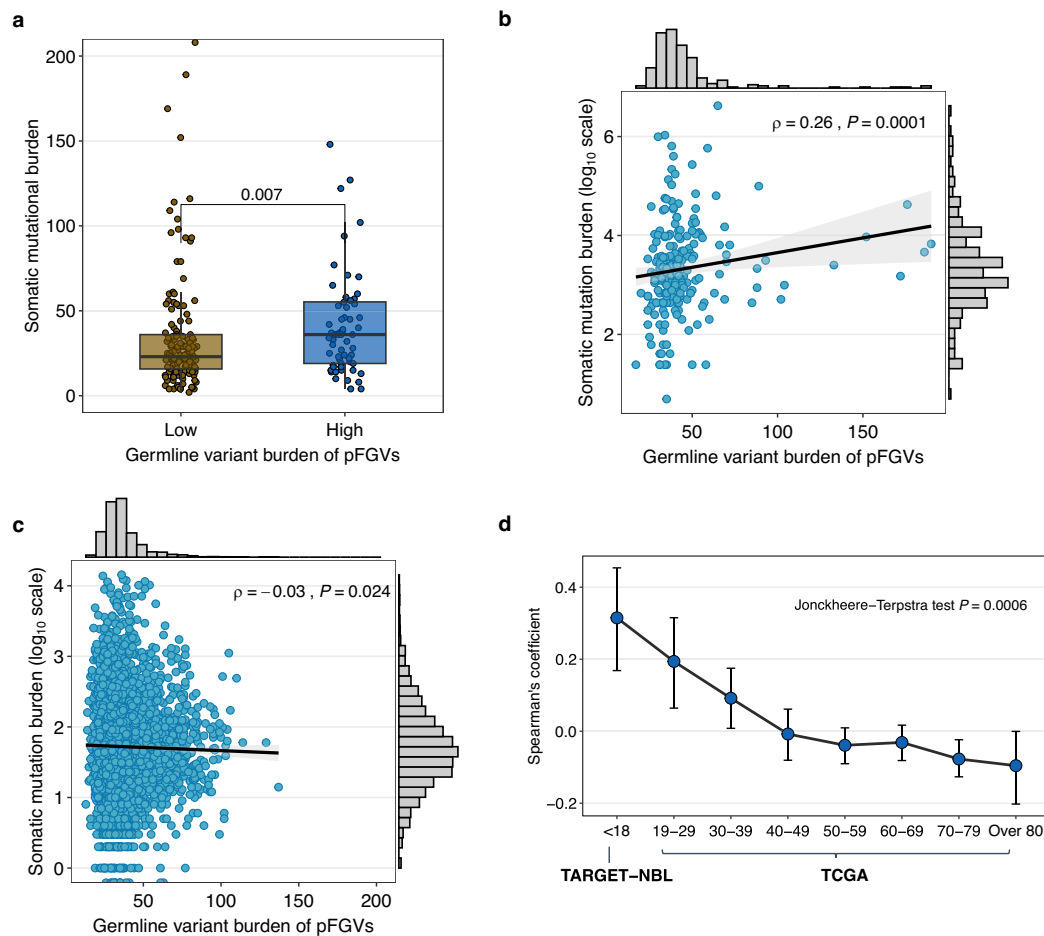 a
Somatic mutational burden
200
150
100
50
0
0.007
Low
High
Germline variant burden of pFGVs
b
Somatic mutation burden (log₁₀ scale)
6
4
2
ρ = 0.26 , P = 0.0001
50
100
150
Germline variant burden of pFGVs
c
Somatic mutation burden (log₁₀ scale)
4
3
2
1
0
ρ = −0.03 , P = 0.024
50
100
150
200
Germline variant burden of pFGVs
d
Spearman's coefficient
0.4
0.2
0.0
−0.2
Jonckheere−Terpstra test P = 0.0006
<18
19−29
30−39
40−49
50−59
60−69
70−79
Over 80
TARGET−NBL
TCGA